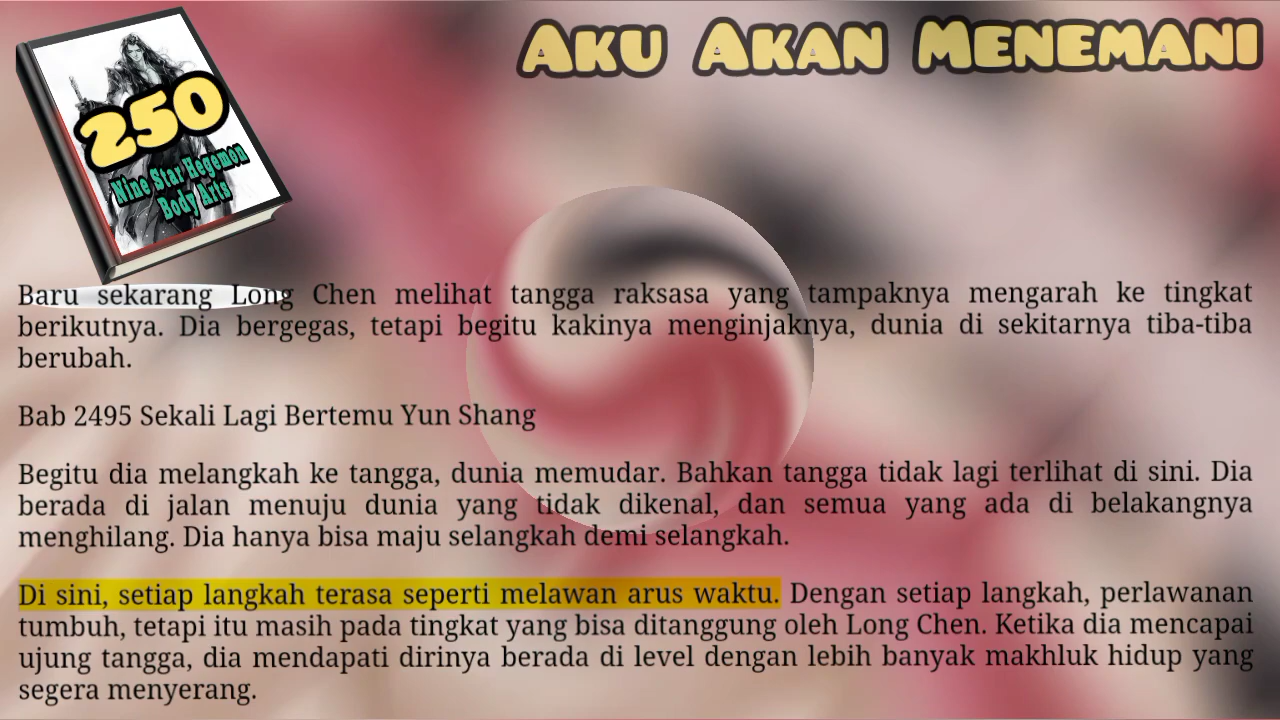 Aku Akan Menemani
250
Nine Star Hegemon
Body Arts
Baru sekarang Long Chen melihat tangga raksasa yang tampaknya mengarah ke tingkat
berikutnya. Dia bergegas, tetapi begitu kakinya menginjaknya, dunia di sekitarnya tiba-tiba
berubah.
Bab 2495 Sekali Lagi Bertemu Yun Shang
Begitu dia melangkah ke tangga, dunia memudar. Bahkan tangga tidak lagi terlihat di sini. Dia
berada di jalan menuju dunia yang tidak dikenal, dan semua yang ada di belakangnya
menghilang. Dia hanya bisa maju selangkah demi selangkah.
Di sini, setiap langkah terasa seperti melawan arus waktu. Dengan setiap langkah, perlawanan
tumbuh, tetapi itu masih pada tingkat yang bisa ditanggung oleh Long Chen. Ketika dia mencapai
ujung tangga, dia mendapati dirinya berada di level dengan lebih banyak makhluk hidup yang
segera menyerang.